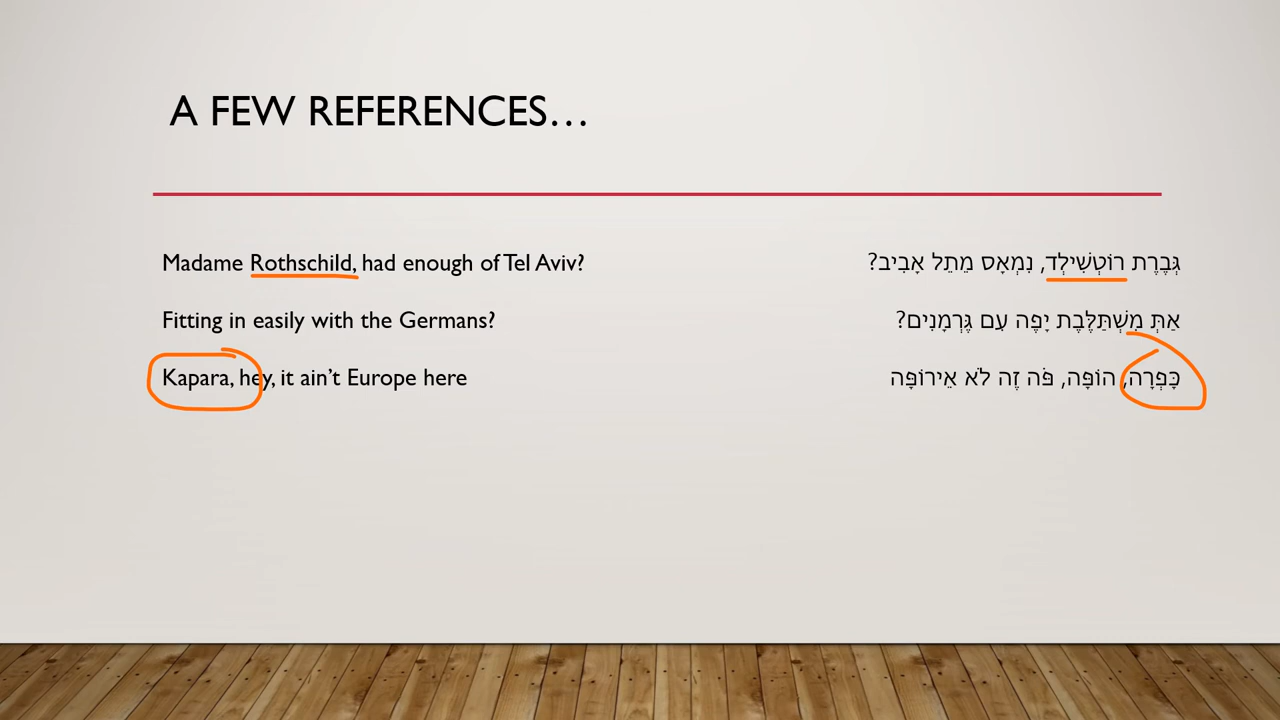 A FEW REFERENCES…
Madame Rothschild, had enough of Tel Aviv?
גְּבֶרֶת רוֹטְשִׁילְד, נִמְאָס מִתֵּל אָבִיב?
Fitting in easily with the Germans?
אַתְּ מִשְׁתַּלֶּבֶת יָפֶה עִם גֶּרְמָנִים?
Kapara, hey, it ain’t Europe here
כַּפָּרָה, הוֹפָּה, פֹּה זֶה לֹא אֵירוֹפָּה